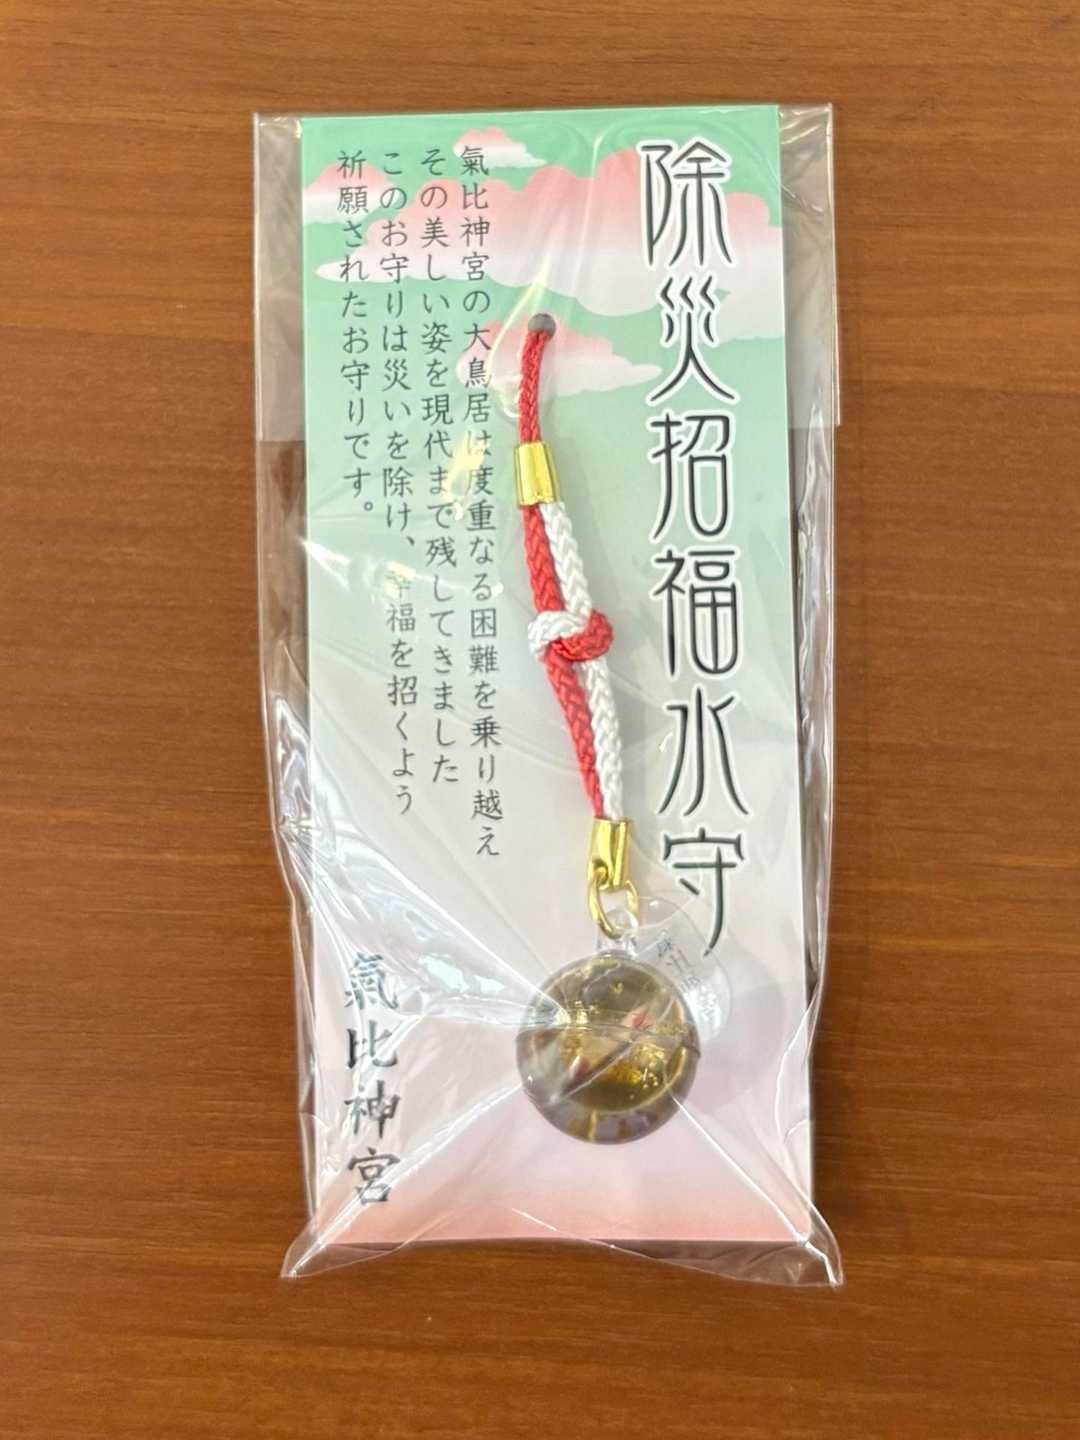 除災招福水守
氣比神宮の大鳥居は度重なる困難を乗り越え
その美しい姿を現代まで残してきました
このお守りは災いを除け、幸福を招くよう
祈願されたお守りです。
氣比神宮